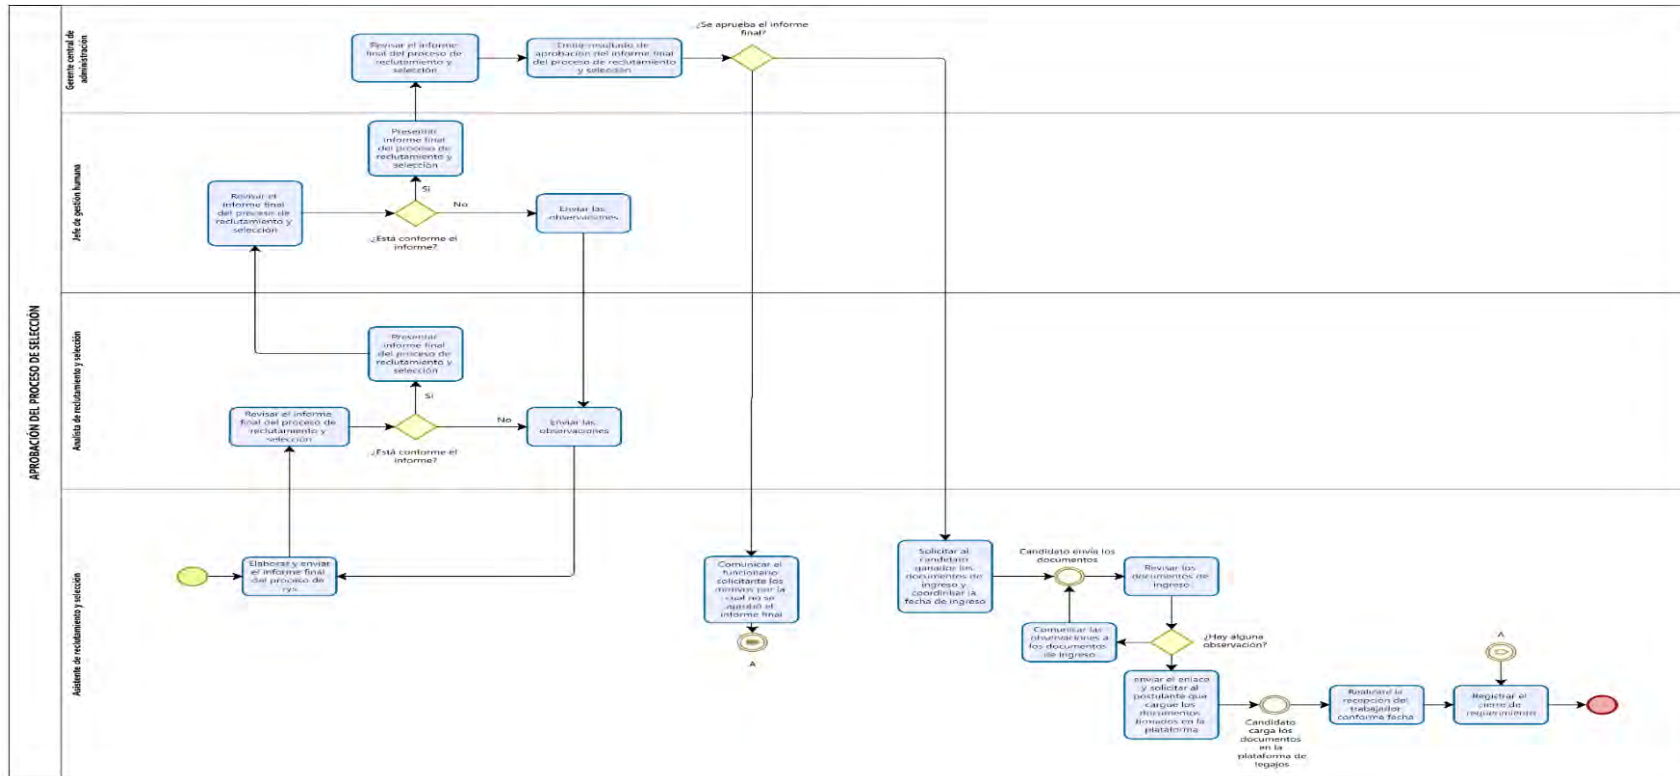 APROBACIÓN DEL PROCESO DE SELECCIÓN
Gerente central de
administración
Revisar el informe
final del proceso de
reclutamiento y
selección
Emitir resultado de
aprobación del informe final
del proceso de reclutamiento
y selección
¿Se aprueba el informe
final?
Jefe de gestión humana
Presentar
informe final
del proceso de
reclutamiento y
selección
Si
Revisar el
informe final
del proceso de
reclutamiento y
selección
No
¿Está conforme el
informe?
Enviar las
observaciones
Analista de reclutamiento y selección
Presentar
informe final
del proceso de
reclutamiento y
selección
Si
Revisar el informe
final del proceso de
reclutamiento y
selección
No
¿Está conforme el
informe?
Enviar las
observaciones
Asistente de reclutamiento y selección
Elaborar y enviar
el informe final
del proceso de
rys
Comunicar el
funcionario
solicitante los
motivos por la
cual no se
aprobó el
informe final
A
Solicitar al
candidato
ganador los
documentos de
ingreso y
coordinar la
fecha de ingreso
Candidato envía los
documentos
Revisar los
documentos de
ingreso
Comunicar las
observaciones a
los documentos
de ingreso
¿Hay alguna
observación?
enviar el enlace
y solicitar al
postulante que
cargue los
documentos
firmados en la
plataforma
Candidato
carga los
documentos
en la
plataforma de
legajos
Realizar la
recepción del
trabajador
conforme fecha
A
Registrar el
cierre de
requerimiento